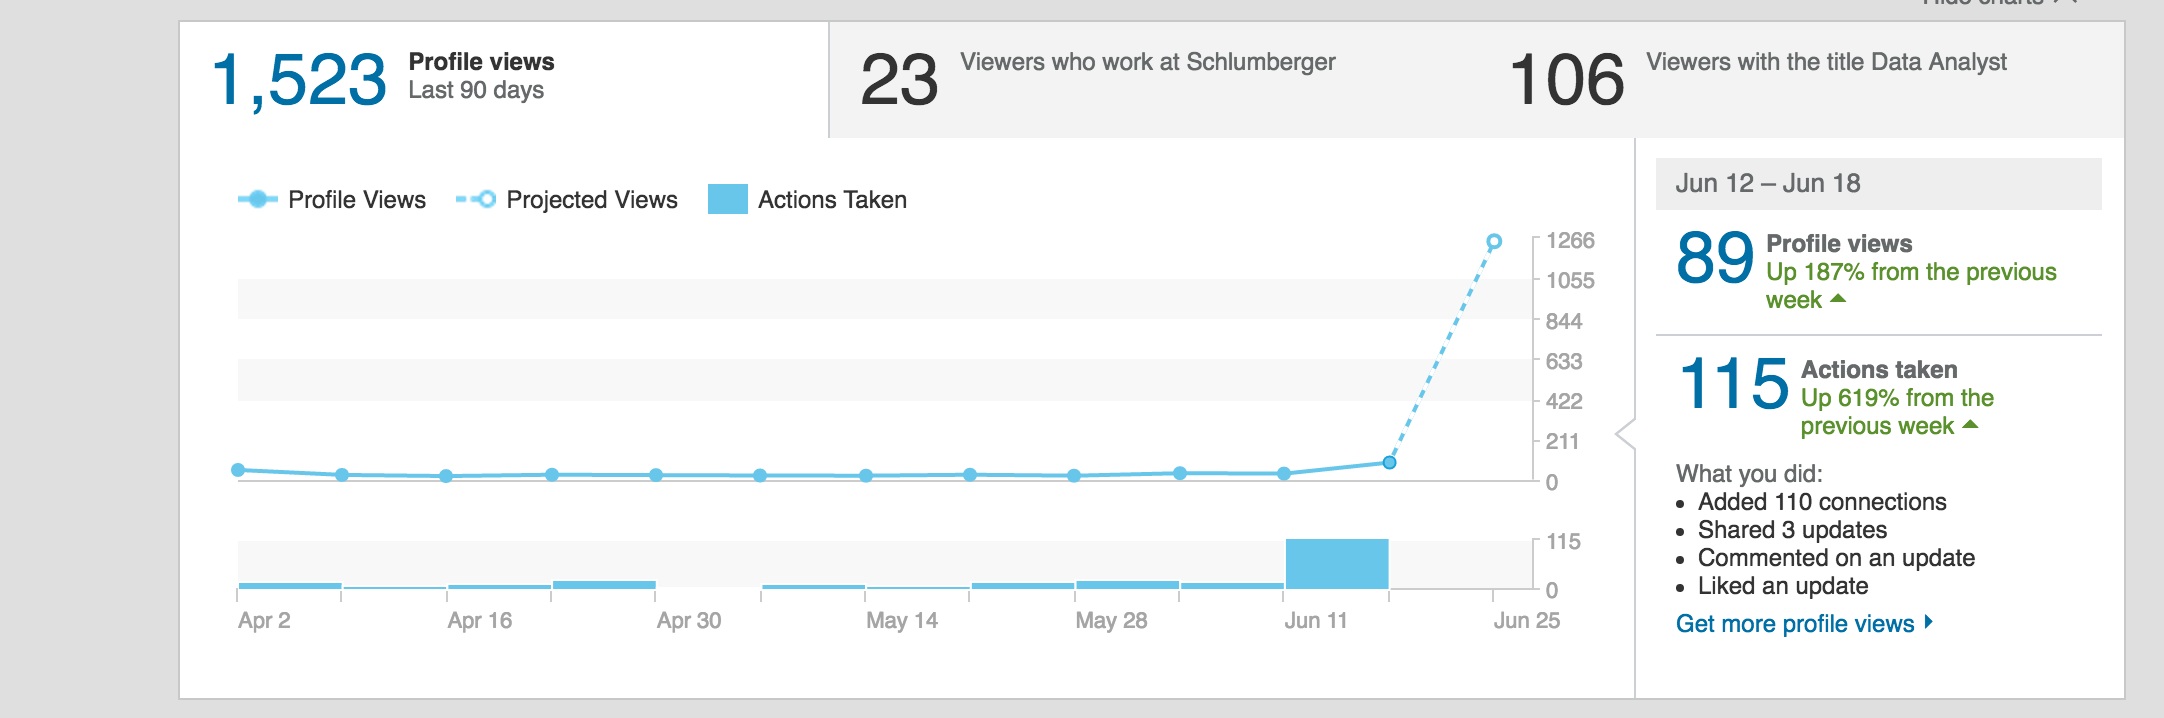 Hide charts
1,523 Profile views
Last 90 days
23 Viewers who work at Schlumberger
106 Viewers with the title Data Analyst
Profile Views Projected Views Actions Taken
1266
1055
844
633
422
211
0
115
0
Apr 2 Apr 16 Apr 30 May 14 May 28 Jun 11 Jun 25
Jun 12 – Jun 18
89 Profile views
Up 187% from the previous
week
115 Actions taken
Up 619% from the
previous week
What you did:
• Added 110 connections
• Shared 3 updates
• Commented on an update
• Liked an update
Get more profile views